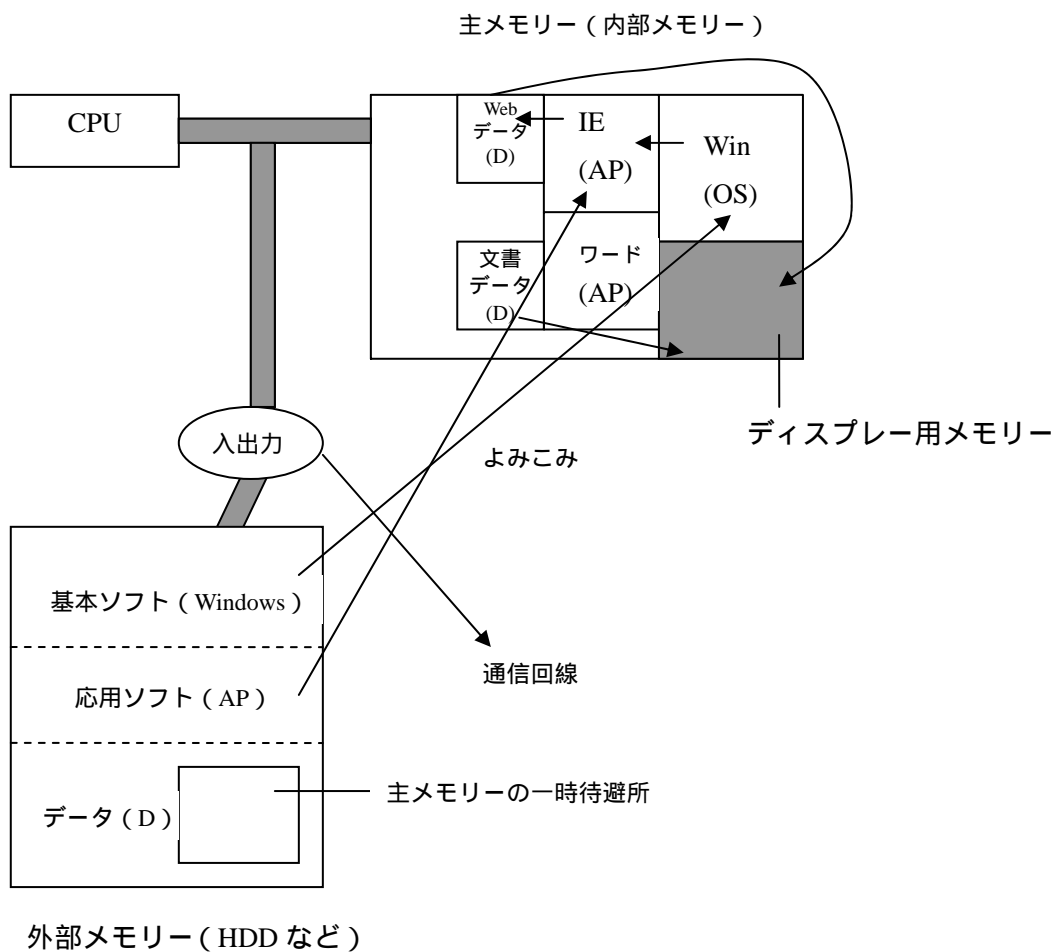 主メモリー（内部メモリー）
CPU
Web
データ
(D)
IE
(AP)
Win
(OS)
文書
データ
(D)
ワード
(AP)
ディスプレー用メモリー
入出力
よみこみ
基本ソフト（Windows）
通信回線
応用ソフト（AP）
主メモリーの一時待避所
データ（D）
外部メモリー（HDD など）